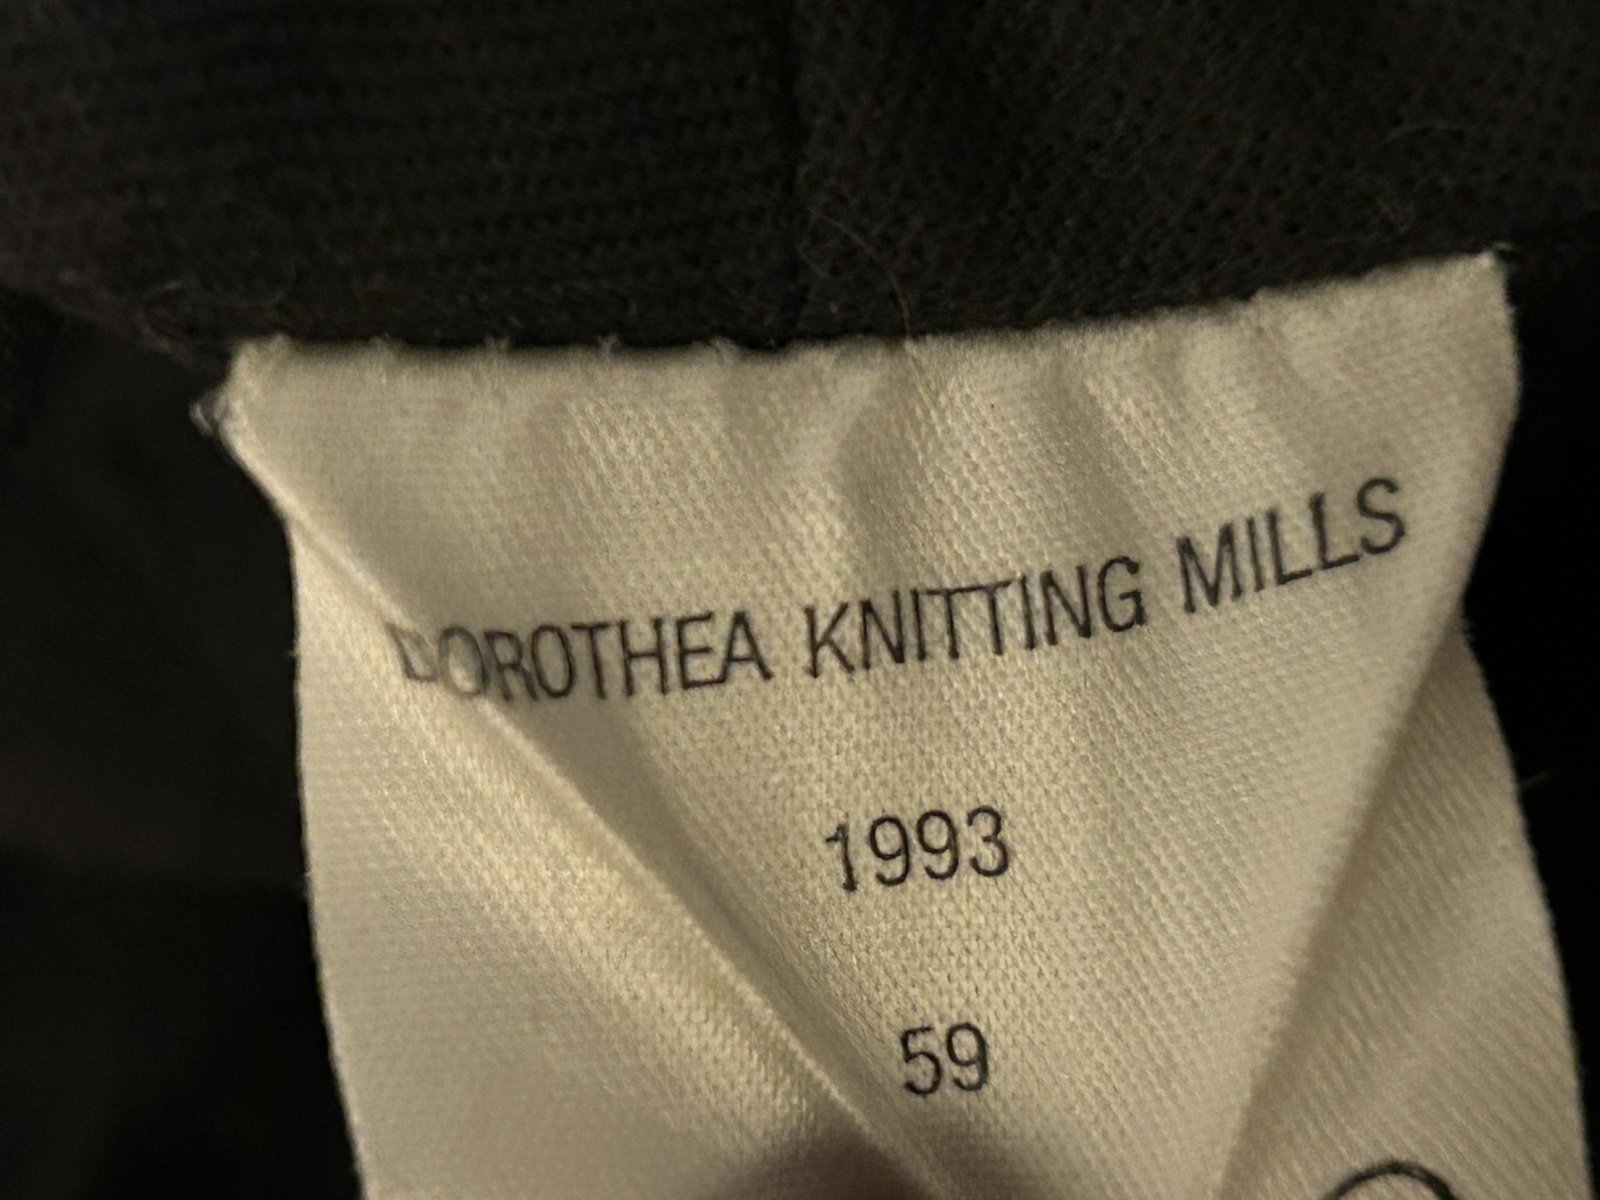 DOROTHEA KNITTING MILLS
1993
59